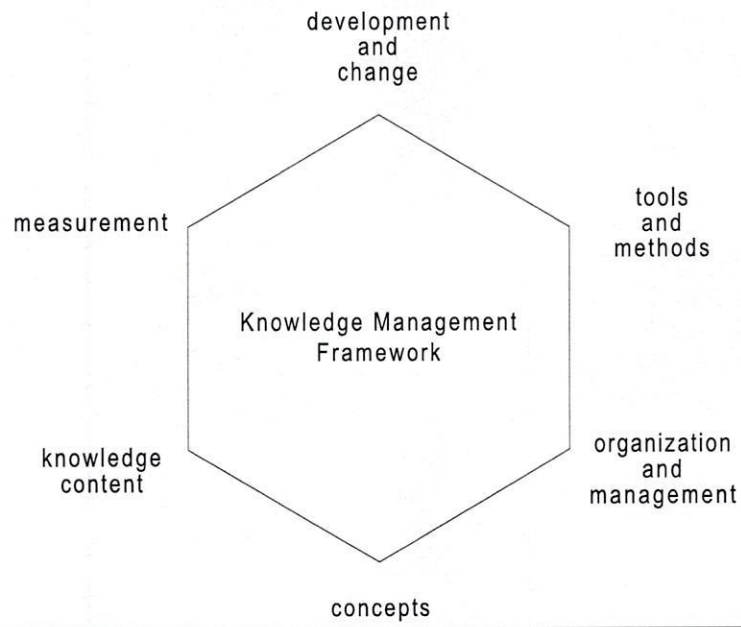 development
and
change
tools
and
methods
measurement
Knowledge Management
Framework
organization
and
management
knowledge
content
concepts